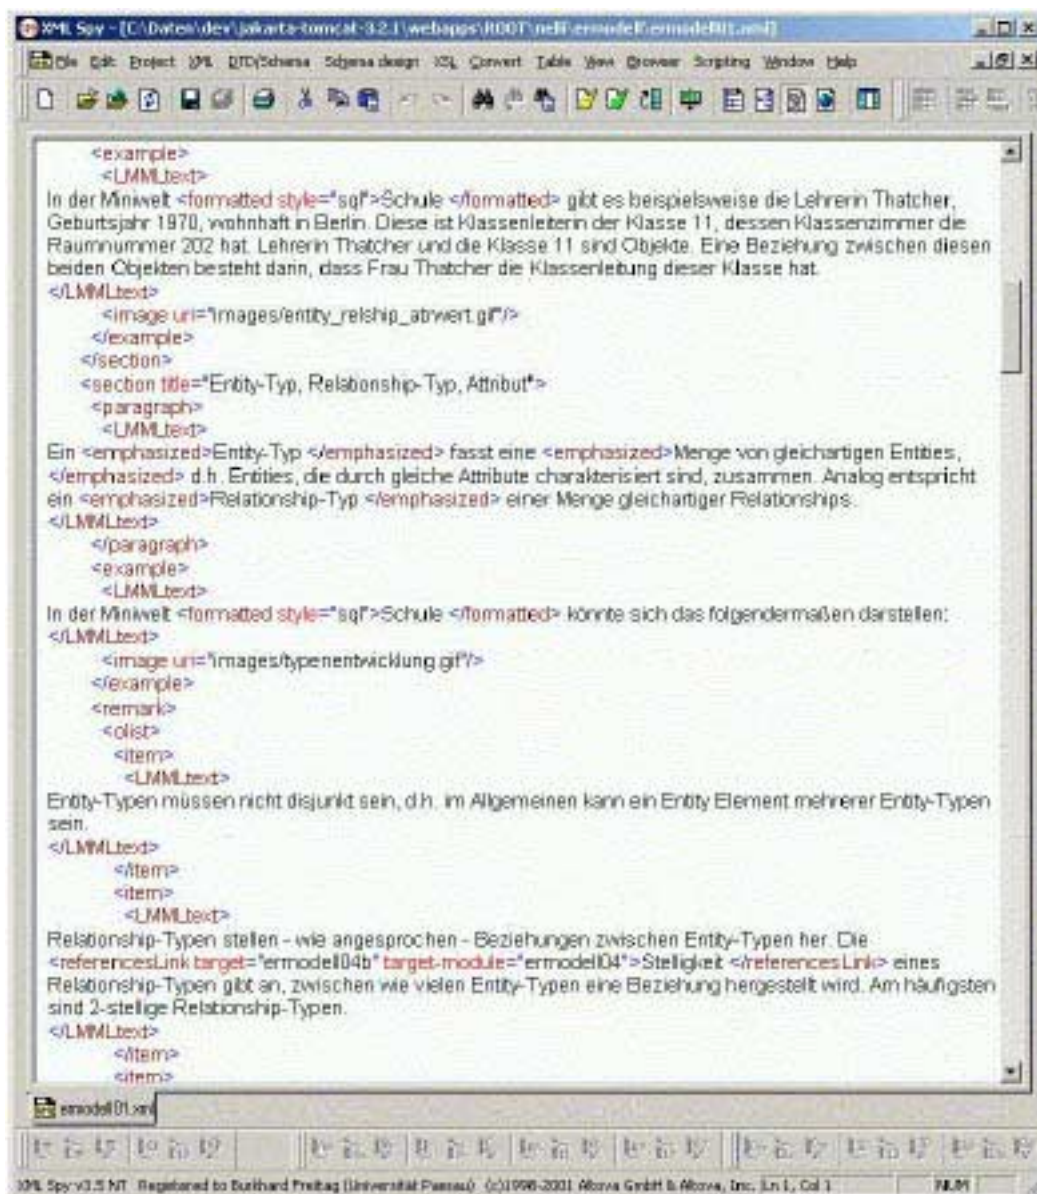 XML Spy - [C:\Daten\dev\jakarta-tomcat-3.2.1\webapps\ROOT\nelli\ermodell\ermodell01.xml]
File Edit Project XML DTD/Schema Schema design XSL Convert Table View Browser Scripting Window Help
<example>
<LMMLtext>
In der Miniwelt <formatted style="sql">Schule </formatted> gibt es beispielsweise die Lehrerin Thatcher,
Geburtsjahr 1970, wohnhaft in Berlin. Diese ist Klassenleiterin der Klasse 11, dessen Klassenzimmer die
Raumnummer 202 hat. Lehrerin Thatcher und die Klasse 11 sind Objekte. Eine Beziehung zwischen diesen
beiden Objekten besteht darin, dass Frau Thatcher die Klassenleitung dieser Klasse hat.
</LMMLtext>
<image uri="images/entity_relship_attrwert.gif"/>
</example>
</section>
<section title="Entity-Typ, Relationship-Typ, Attribut">
<paragraph>
<LMMLtext>
Ein <emphasized>Entity-Typ </emphasized> fasst eine <emphasized>Menge von gleichartigen Entities,
</emphasized> d.h. Entities, die durch gleiche Attribute charakterisiert sind, zusammen. Analog entspricht
ein <emphasized>Relationship-Typ </emphasized> einer Menge gleichartiger Relationships.
</LMMLtext>
</paragraph>
<example>
<LMMLtext>
In der Miniwelt <formatted style="sql">Schule </formatted> könnte sich das folgendermaßen darstellen:
</LMMLtext>
<image uri="images/typenentwicklung.gif"/>
</example>
<remark>
<olist>
<item>
<LMMLtext>
Entity-Typen müssen nicht disjunkt sein, d.h. im Allgemeinen kann ein Entity Element mehrerer Entity-Typen
sein.
</LMMLtext>
</item>
<item>
<LMMLtext>
Relationship-Typen stellen - wie angesprochen - Beziehungen zwischen Entity-Typen her. Die
<referencesLink target="ermodell04b" target-module="ermodell04">Stelligkeit </referencesLink> eines
Relationship-Typen gibt an, zwischen wie vielen Entity-Typen eine Beziehung hergestellt wird. Am häufigsten
sind 2-stellige Relationship-Typen.
</LMMLtext>
</item>
<item>
ermodell01.xml
XML Spy v3.5 NT Registered to Burkhard Freitag (Universität Passau) (c)1998-2001 Altova GmbH & Altova, Inc. Ln 1, Col 1 NUM